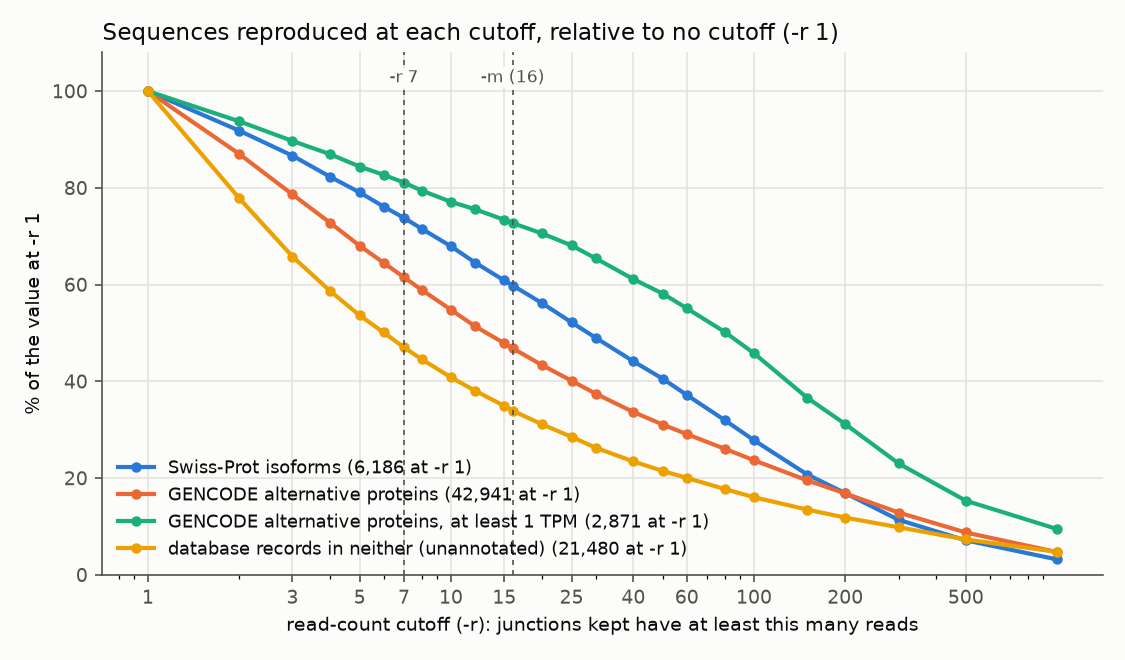 Sequences reproduced at each cutoff, relative to no cutoff (-r 1)
-r 7
-m (16)
100
80
60
40
20
0
% of the value at -r 1
Swiss-Prot isoforms (6,186 at -r 1)
GENCODE alternative proteins (42,941 at -r 1)
GENCODE alternative proteins, at least 1 TPM (2,871 at -r 1)
database records in neither (unannotated) (21,480 at -r 1)
1 3 5 7 10 15 25 40 60 100 200 500
read-count cutoff (-r): junctions kept have at least this many reads